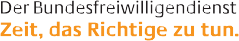 Der Bundesfreiwilligendienst
Zeit, das Richtige zu tun.